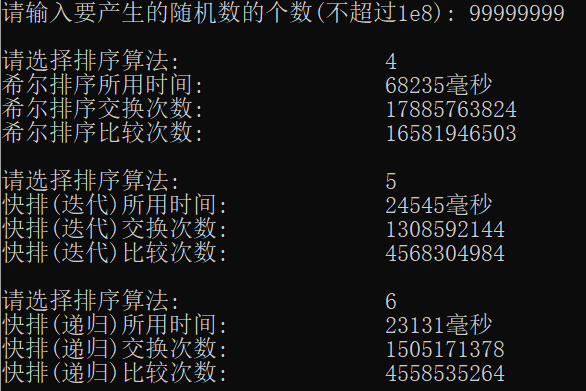 请输入要产生的随机数的个数(不超过1e8): 99999999
请选择排序算法: 4
希尔排序所用时间: 68235毫秒
希尔排序交换次数: 17885763824
希尔排序比较次数: 16581946503
请选择排序算法: 5
快排(迭代)所用时间: 24545毫秒
快排(迭代)交换次数: 1308592144
快排(迭代)比较次数: 4568304984
请选择排序算法: 6
快排(递归)所用时间: 23131毫秒
快排(递归)交换次数: 1505171378
快排(递归)比较次数: 4558535264